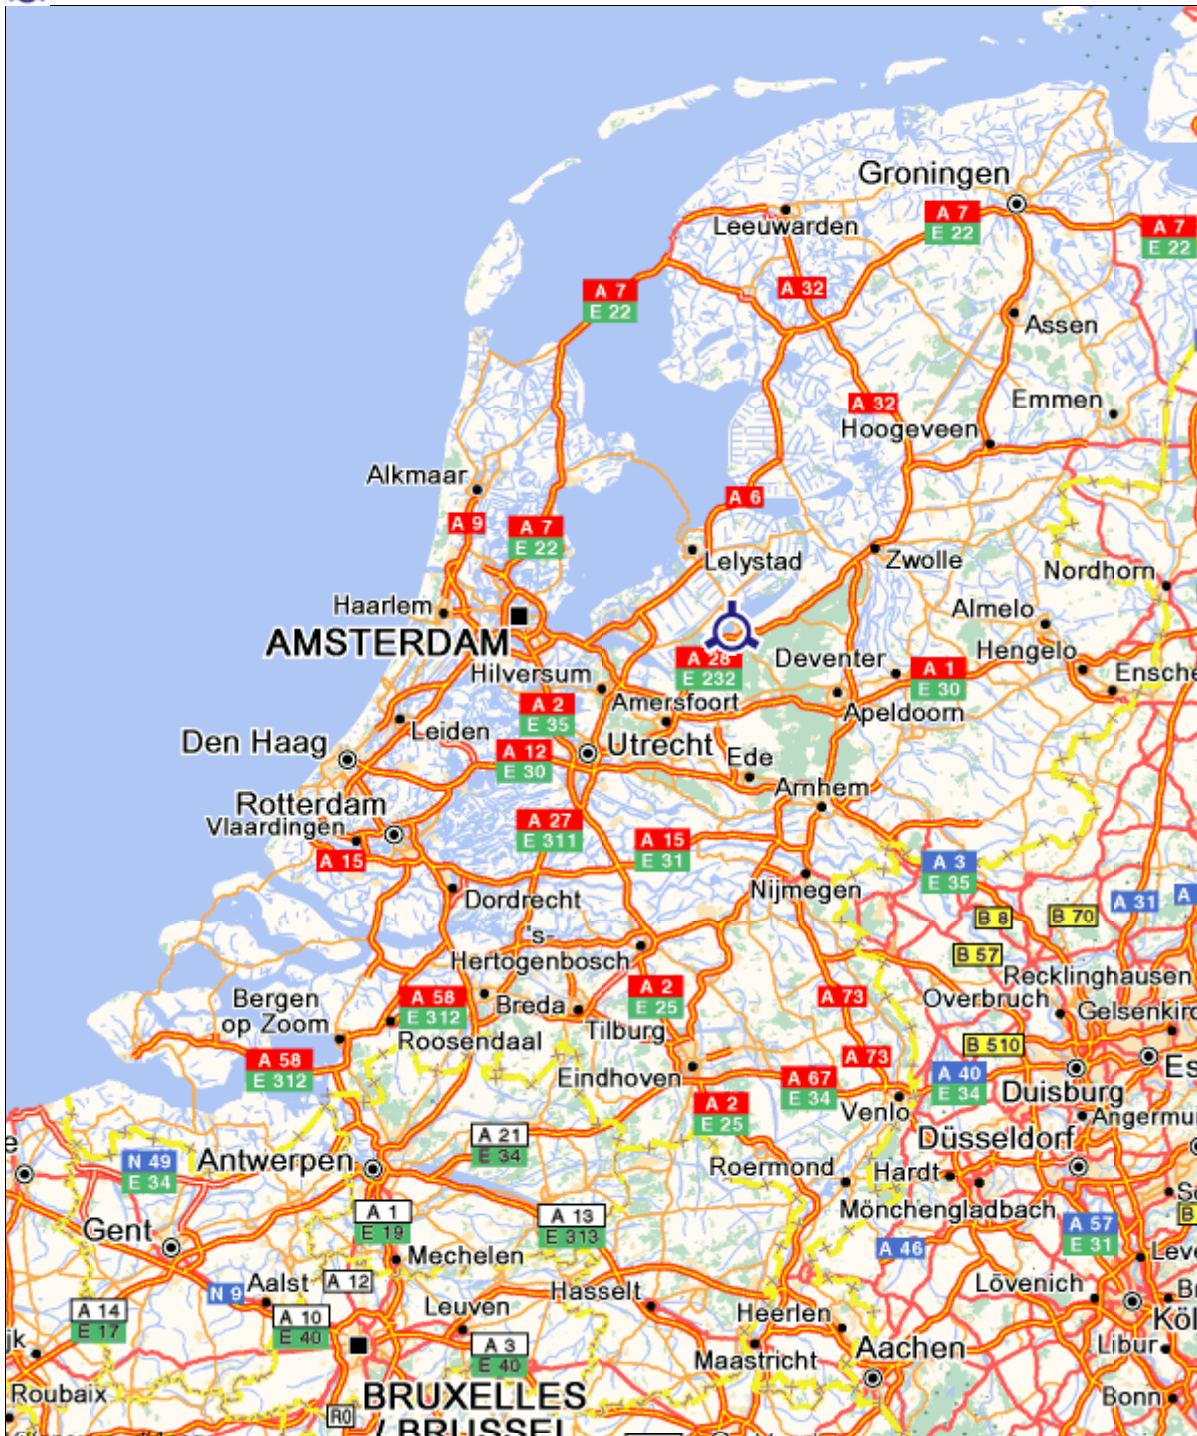 Groningen
A 7
E 22
Leeuwarden
A 7
E 22
A 32
A 7
E 22
Assen
Emmen
A 32
Hoogeveen
Alkmaar
A 6
A 9
A 7
E 22
Lelystad
Zwolle
Nordhorn
Haarlem
Almelo
AMSTERDAM
Hengelo
A 28
E 232
Deventer
A 1
E 30
Hilversum
Ensche
Amersfoort
A 2
E 35
Apeldoorn
Leiden
Den Haag
A 12
E 30
Utrecht
Ede
Arnhem
Rotterdam
Vlaardingen
A 27
E 311
A 15
E 31
A 15
A 3
E 35
Nijmegen
A 31
A
Dordrecht
B 8
B 70
's-
Hertogenbosch
B 57
Recklinghausen
Bergen
op Zoom
A 58
E 312
Breda
A 2
E 25
A 73
Overbruch
Gelsenkirc
Tilburg
Roosendaal
B 510
A 58
E 312
A 73
Es
Eindhoven
A 67
E 34
A 40
E 34
Duisburg
Venlo
A 2
E 25
Angermu
A 21
E 34
Düsseldorf
e
N 49
E 34
Antwerpen
Roermond
Hardt
Mönchengladbach
A 1
E 19
A 13
E 313
B
Gent
A 57
E 31
A 46
Mechelen
Leve
N 9
Aalst
A 12
Hasselt
Lövenich
A 14
E 17
A 10
E 40
Leuven
Heerlen
Köl
A 3
E 40
Maastricht
Aachen
Libur
jk
Roubaix
BRUXELLES
/ BRUSSEL
R0
Bonn